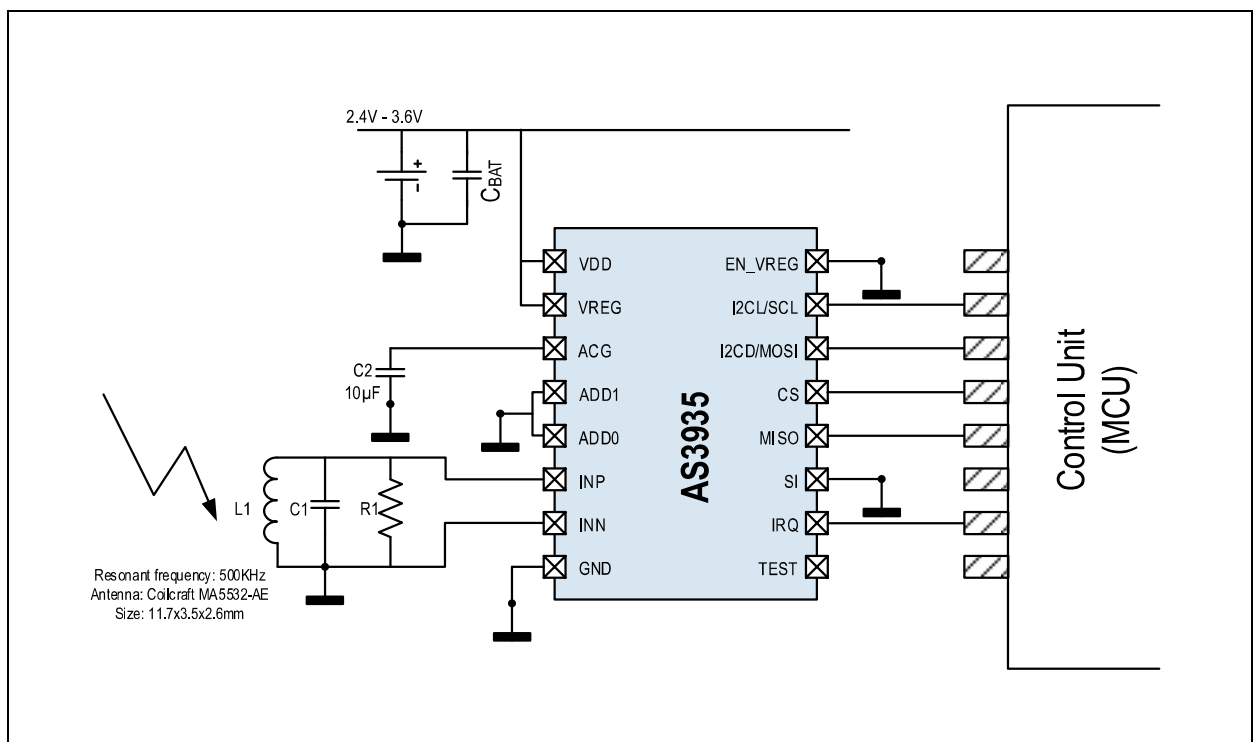 2.4V - 3.6V
+
-
CBAT
VDD
VREG
ACG
ADD1
ADD0
INP
INN
GND
AS3935
EN_VREG
I2CL/SCL
I2CD/MOSI
CS
MISO
SI
IRQ
TEST
C2
10µF
L1
C1
R1
Resonant frequency: 500KHz
Antenna: Coilcraft MA5532-AE
Size: 11.7x3.5x2.6mm
Control Unit
(MCU)